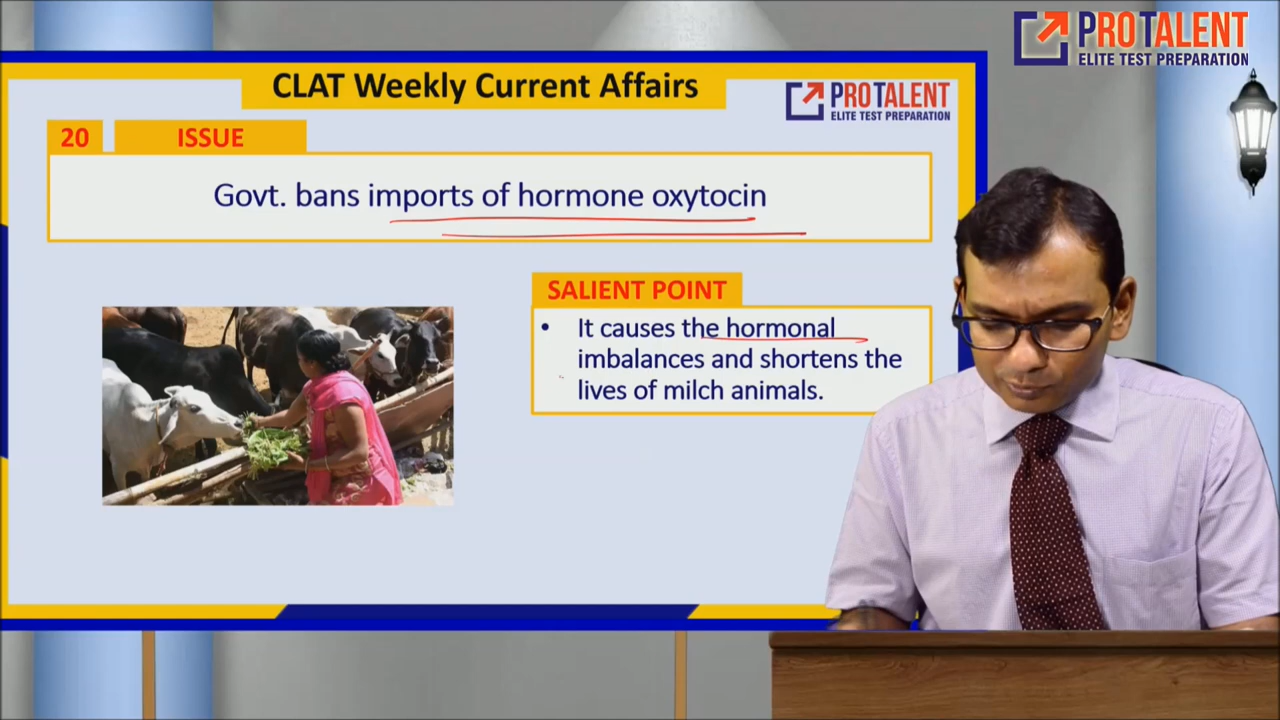 PROTALENT
ELITE TEST PREPARATION
CLAT Weekly Current Affairs
PROTALENT
ELITE TEST PREPARATION
20
ISSUE
Govt. bans imports of hormone oxytocin
SALIENT POINT
• It causes the hormonal
imbalances and shortens the
lives of milch animals.